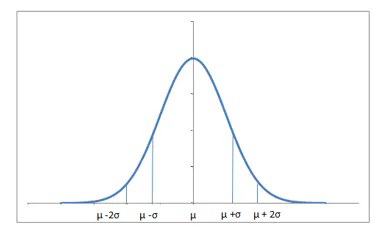 μ -2σ μ -σ μ μ +σ μ + 2σ